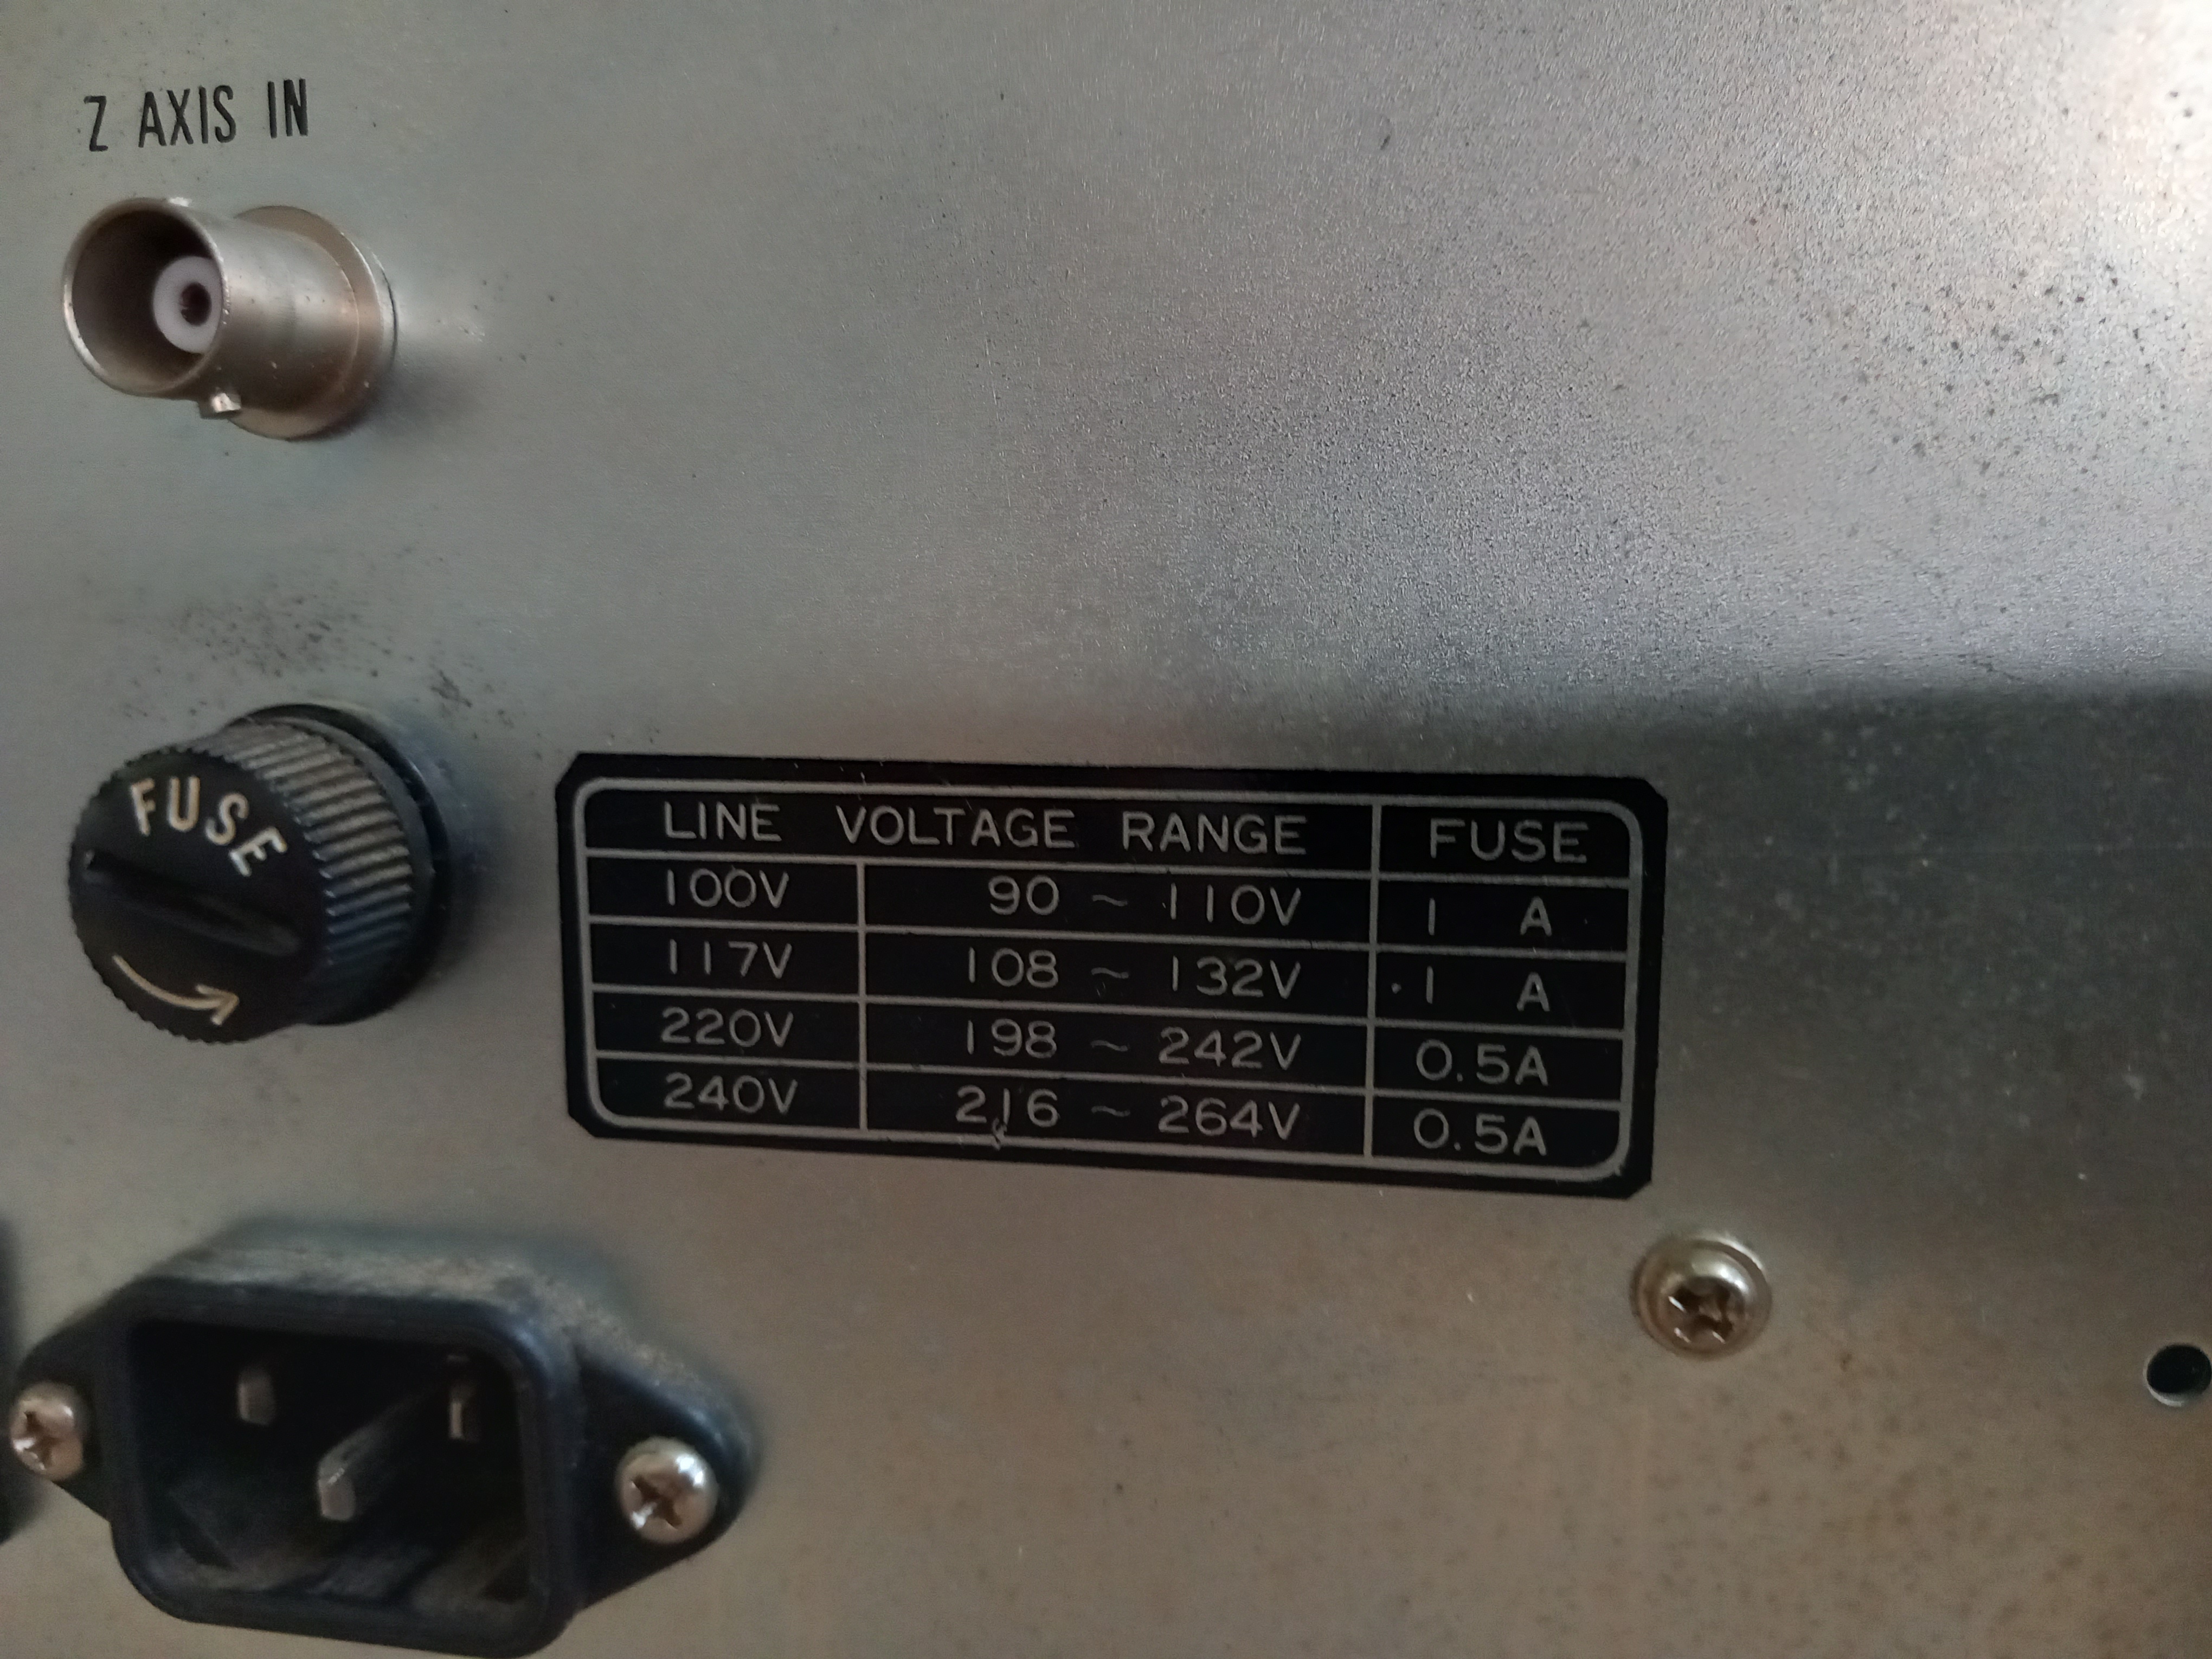 Z AXIS IN
FUSE
LINE VOLTAGE RANGE FUSE
100V 90 ~ 110V 1 A
117V 108 ~ 132V 1 A
220V 198 ~ 242V 0.5A
240V 216 ~ 264V 0.5A